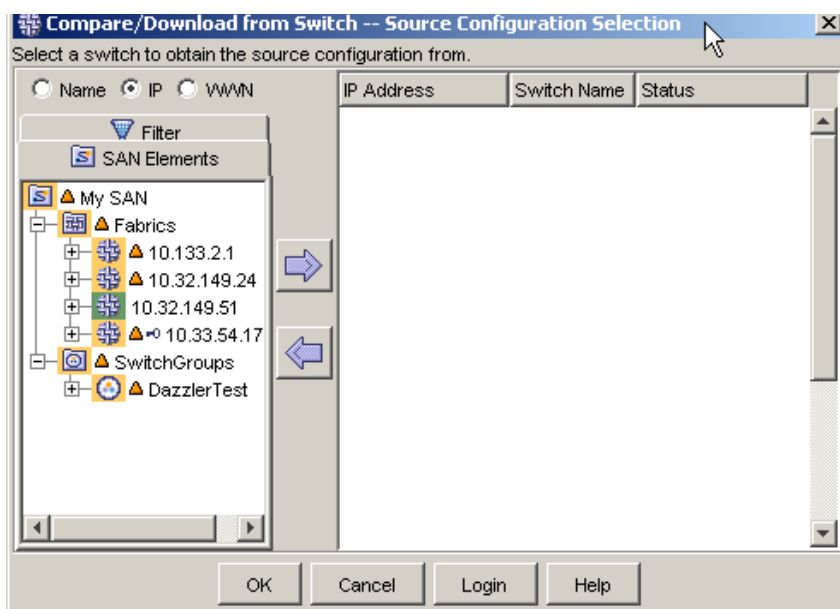 Compare/Download from Switch -- Source Configuration Selection
Select a switch to obtain the source configuration from.
Name IP WWN
IP Address Switch Name Status
Filter
SAN Elements
My SAN
Fabrics
10.133.2.1
10.32.149.24
10.32.149.51
10.33.54.17
SwitchGroups
DazzlerTest
OK Cancel Login Help